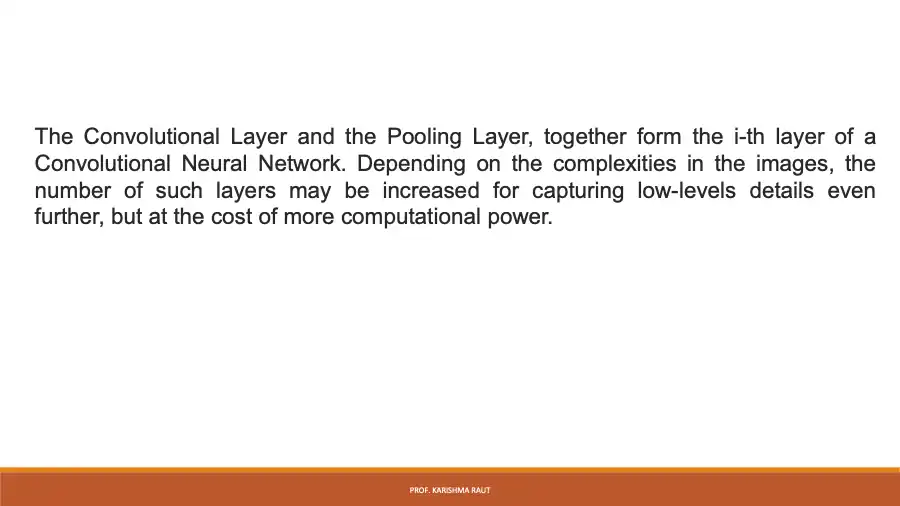 The Convolutional Layer and the Pooling Layer, together form the i-th layer of a
Convolutional Neural Network. Depending on the complexities in the images, the
number of such layers may be increased for capturing low-levels details even
further, but at the cost of more computational power.
PROF. KARISHMA RAUT